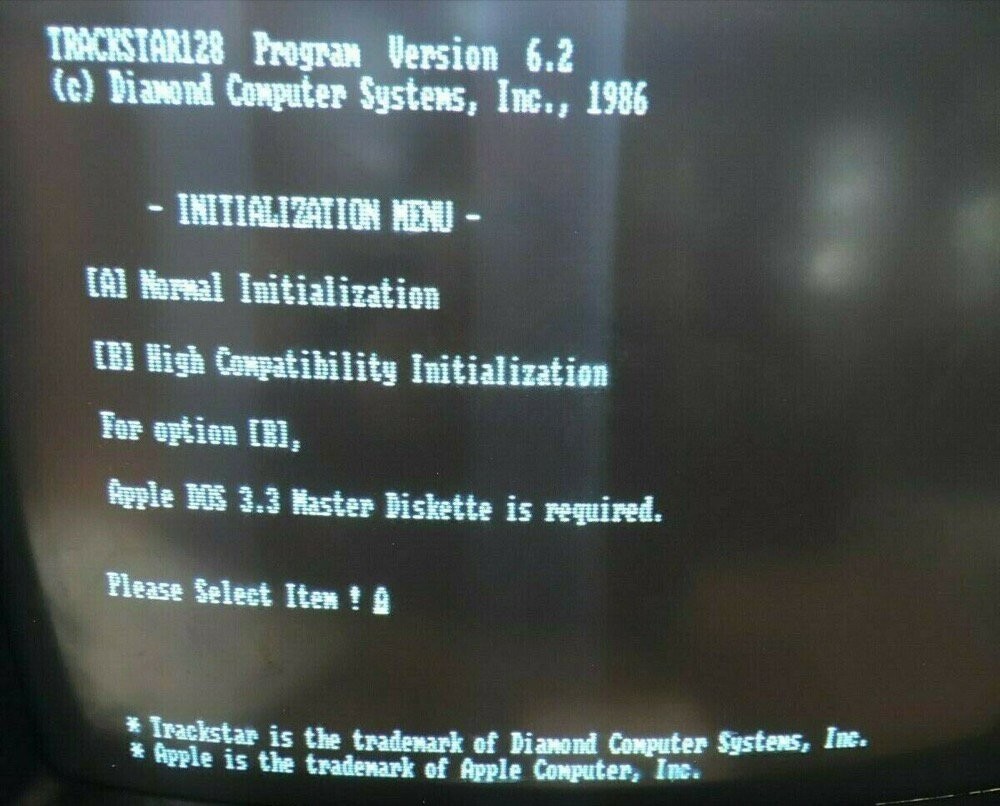 TRACKSTAR128 Program Version 6.2
(c) Diamond Computer Systems, Inc., 1986
- INITIALIZATION MENU -
[A] Normal Initialization
[B] High Compatibility Initialization
For option [B],
Apple DOS 3.3 Master Diskette is required.
Please Select Item ! A
* Trackstar is the trademark of Diamond Computer Systems, Inc.
* Apple is the trademark of Apple Computer, Inc.